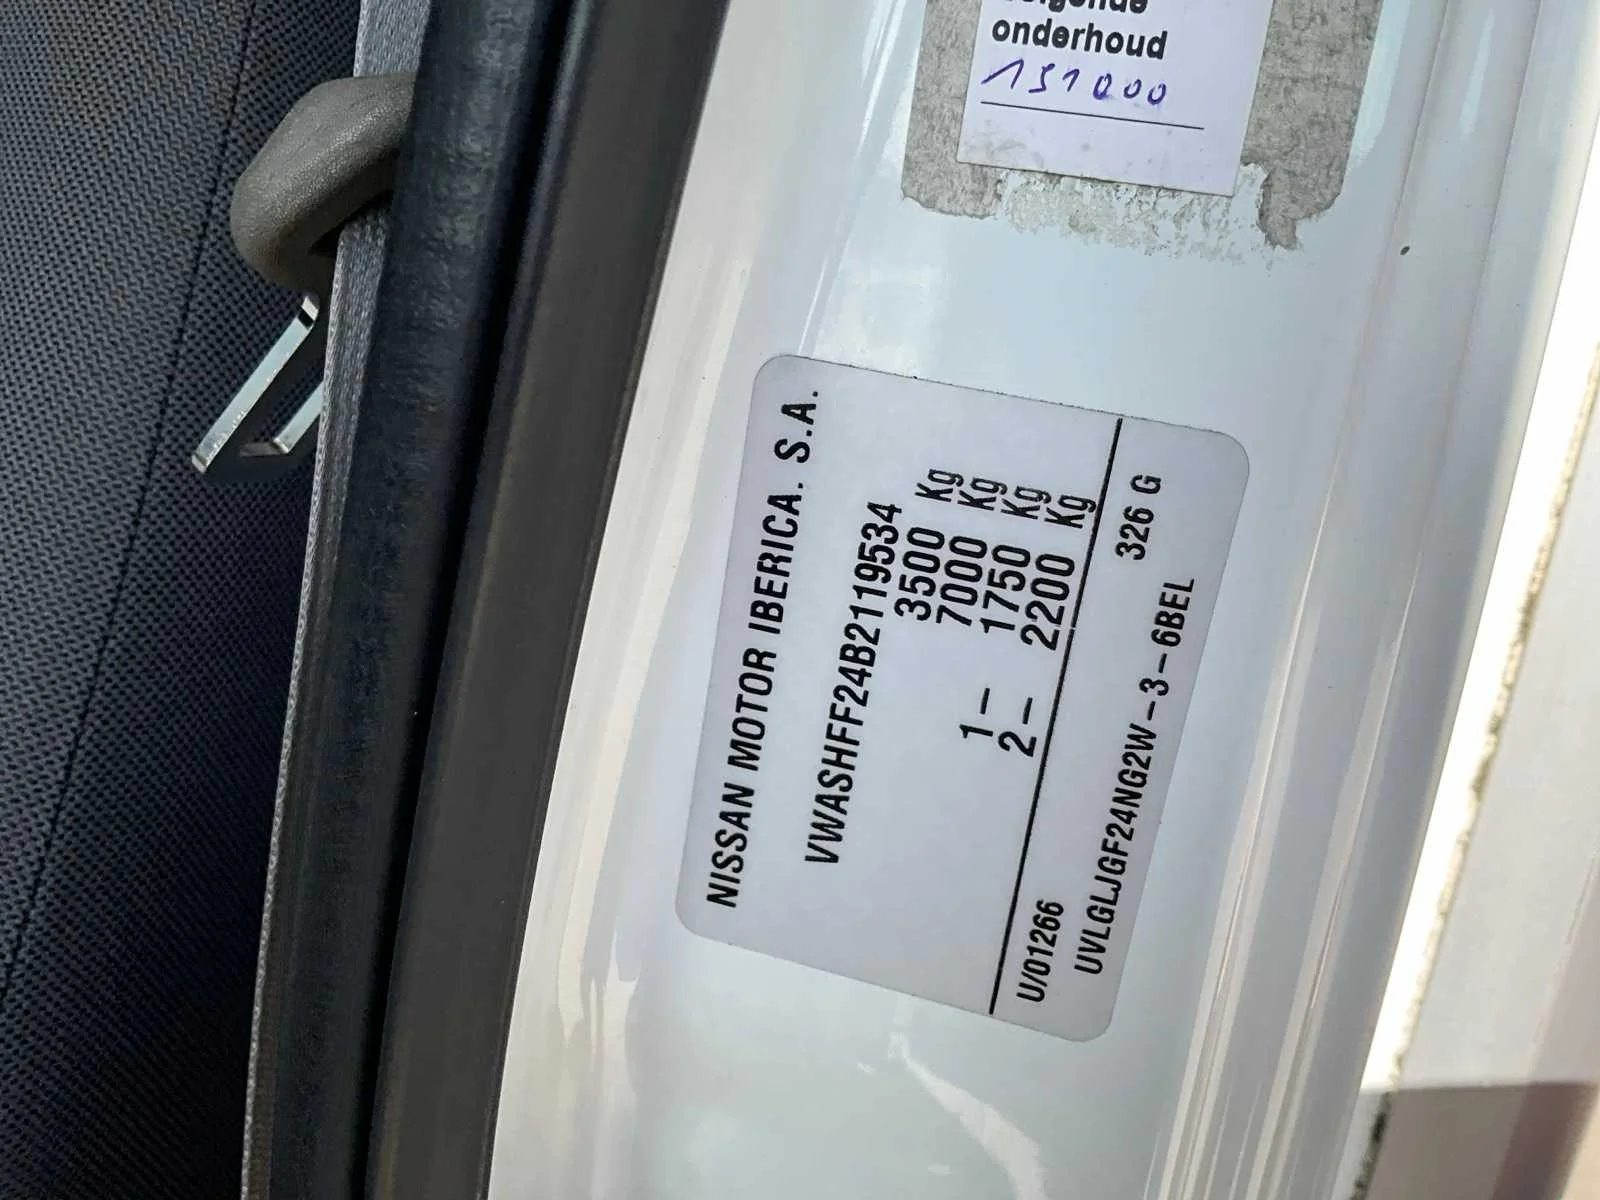 onderhoud
151000
NISSAN MOTOR IBERICA. S.A.
VWASHFF24B2119534
3500 Kg
7000 Kg
1- 1750 Kg
2- 2200 Kg
U/01266 326 G
UVLGLJGF24NG2W-3-6BEL